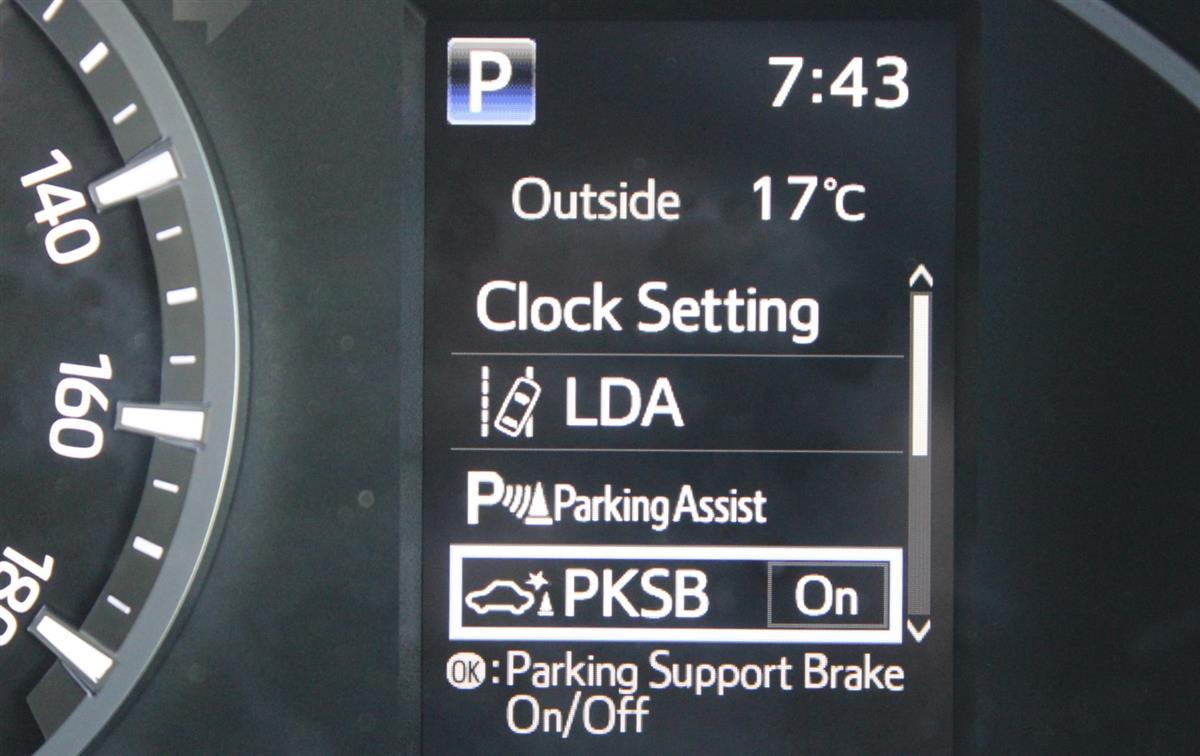 140
160
180
P 7:43
Outside 17°C
Clock Setting
LDA
P Parking Assist
PKSB On
OK : Parking Support Brake
On/Off